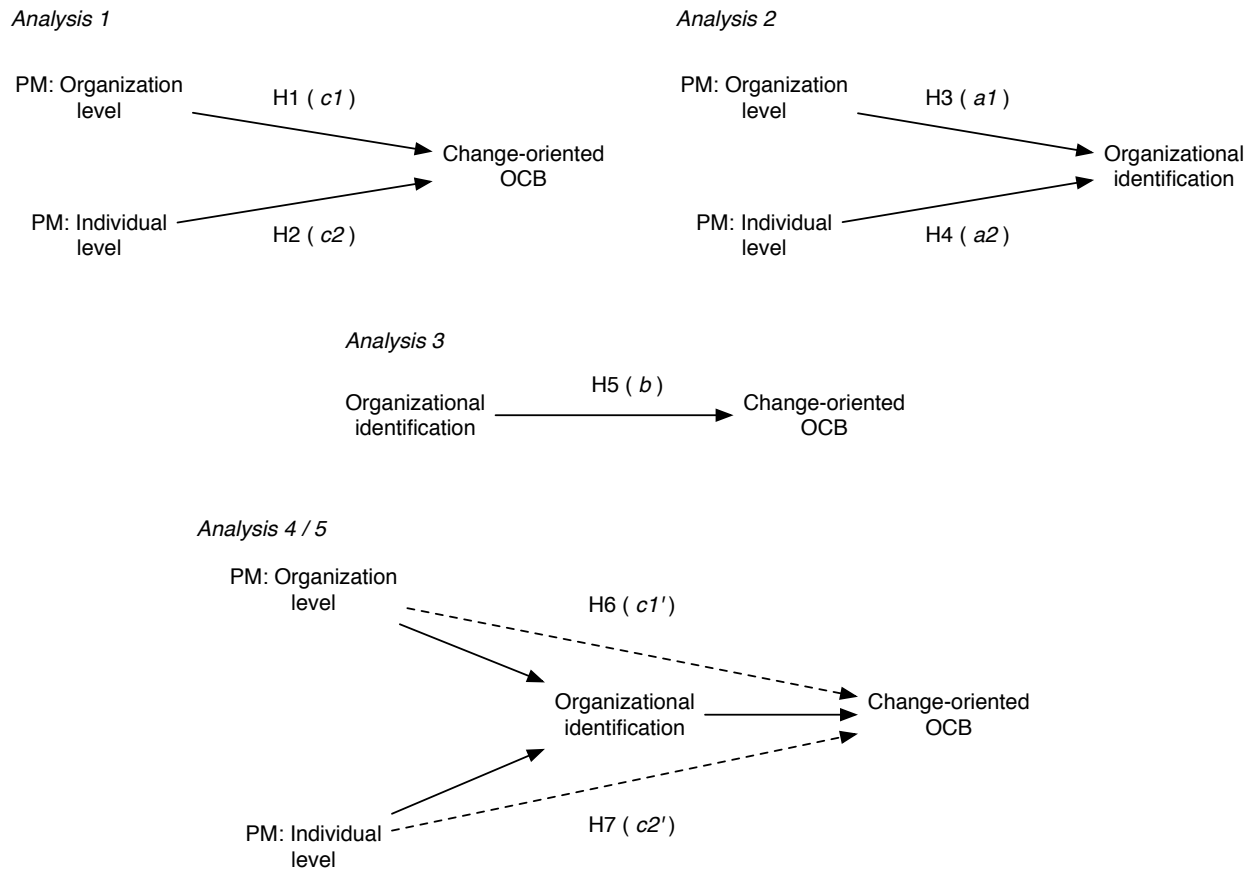 Analysis 1
PM: Organization
level
H1 ( c1 )
Change-oriented
OCB
PM: Individual
level
H2 ( c2 )
Analysis 2
PM: Organization
level
H3 ( a1 )
Organizational
identification
PM: Individual
level
H4 ( a2 )
Analysis 3
Organizational
identification
H5 ( b )
Change-oriented
OCB
Analysis 4 / 5
PM: Organization
level
H6 ( c1' )
Organizational
identification
Change-oriented
OCB
PM: Individual
level
H7 ( c2' )